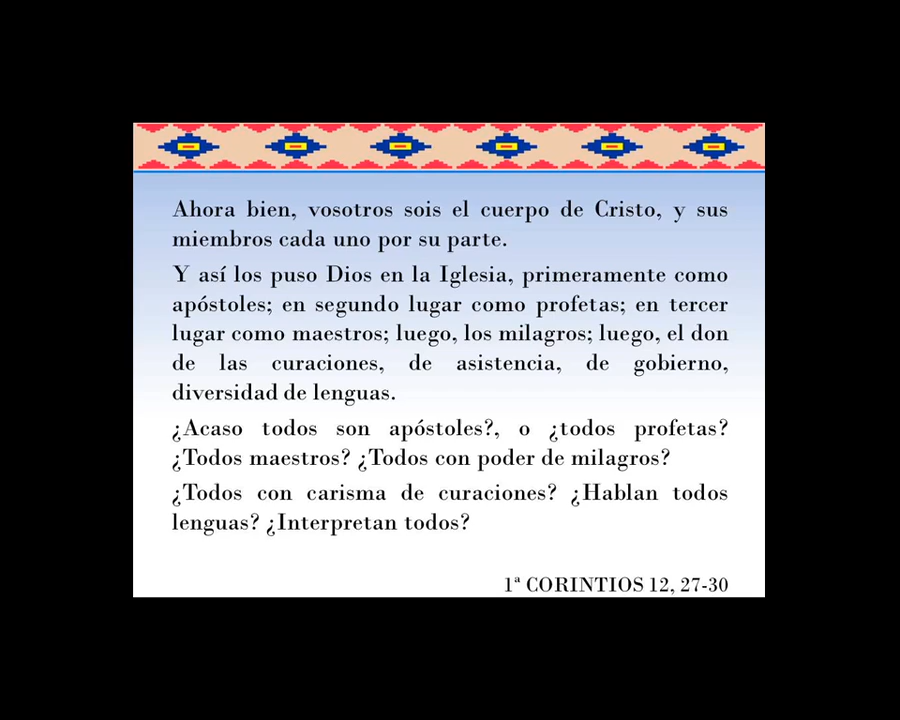 Ahora bien, vosotros sois el cuerpo de Cristo, y sus
miembros cada uno por su parte.
Y así los puso Dios en la Iglesia, primeramente como
apóstoles; en segundo lugar como profetas; en tercer
lugar como maestros; luego, los milagros; luego, el don
de las curaciones, de asistencia, de gobierno,
diversidad de lenguas.
¿Acaso todos son apóstoles?, o ¿todos profetas?
¿Todos maestros? ¿Todos con poder de milagros?
¿Todos con carisma de curaciones? ¿Hablan todos
lenguas? ¿Interpretan todos?
1ª CORINTIOS 12, 27-30